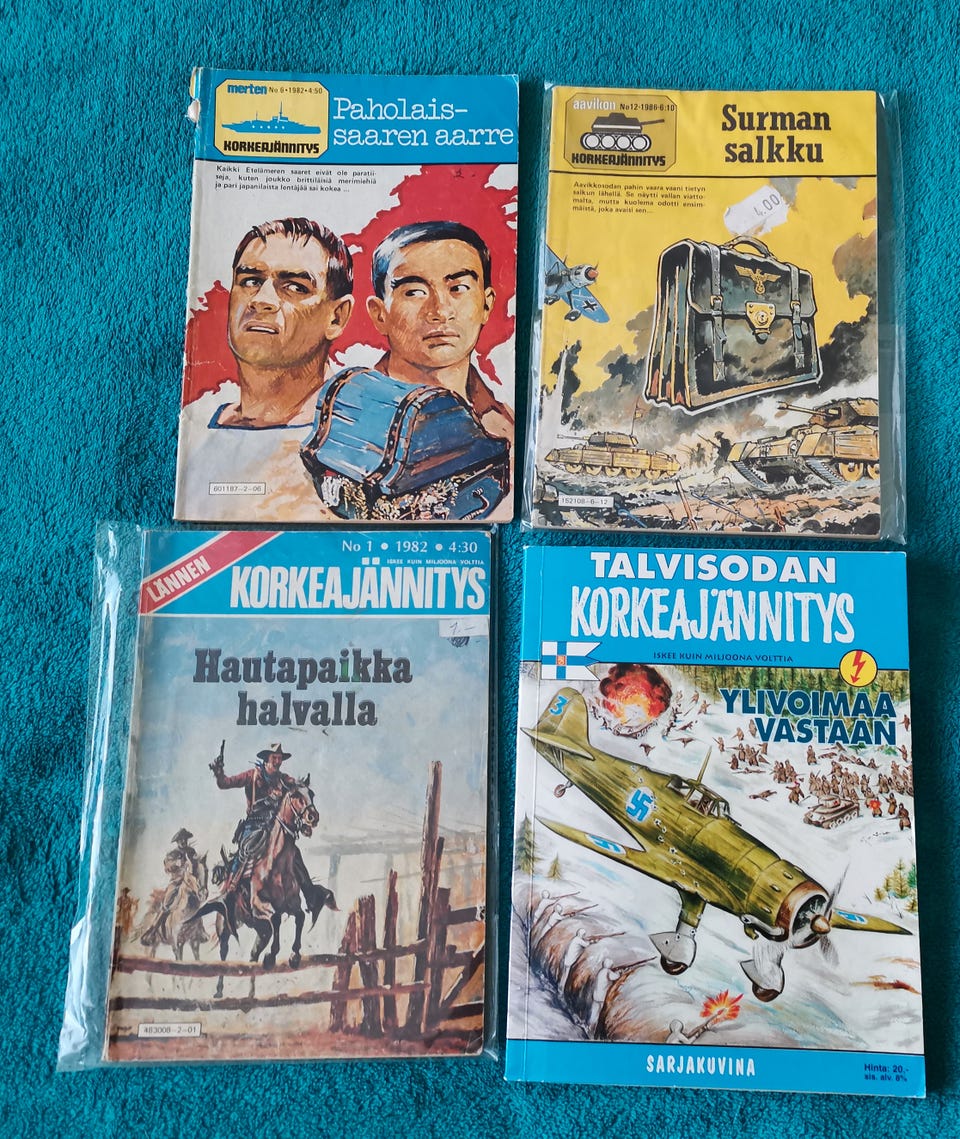 merten No 6•1982•4:50
KORKEAJÄNNITYS
Paholais-
saaren aarre
Kaikki Etelämeren saaret eivät ole paratii-
seja, kuten joukko brittiläisiä merimiehiä
ja pari japanilaista lentäjää sai kokea ...
601187-2-06
aavikon No12•1986•6:10
KORKEAJÄNNITYS
Surman
salkku
Aavikkosodan pahin vaara vaani tietyn
salkun lähellä. Se näytti vallan viatto-
malta, mutta kuolema odotti ensim-
mäistä, joka avaisi sen...
4.00
152108-6-12
LÄNNEN
No 1 • 1982 • 4:30
ISKEE KUIN MILJOONA VOLTTIA
KORKEAJÄNNITYS
1.-
Hautapaikka
halvalla
483008-2-01
TALVISODAN
KORKEAJÄNNITYS
ISKEE KUIN MILJOONA VOLTTIA
YLIVOIMAA
VASTAAN
3
SARJAKUVINA
Hinta: 20,-
sis. alv. 8%